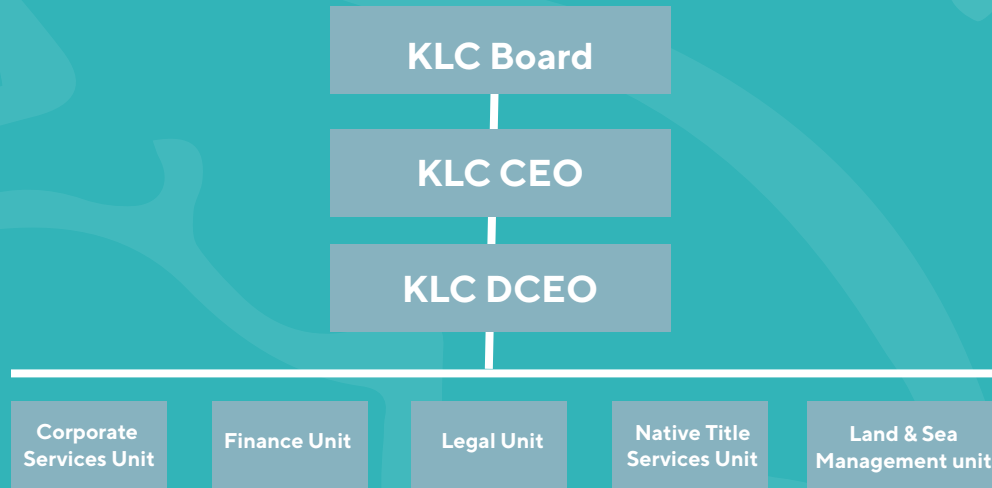 KLC Board
KLC CEO
KLC DCEO
Corporate
Services Unit
Finance Unit
Legal Unit
Native Title
Services Unit
Land & Sea
Management unit